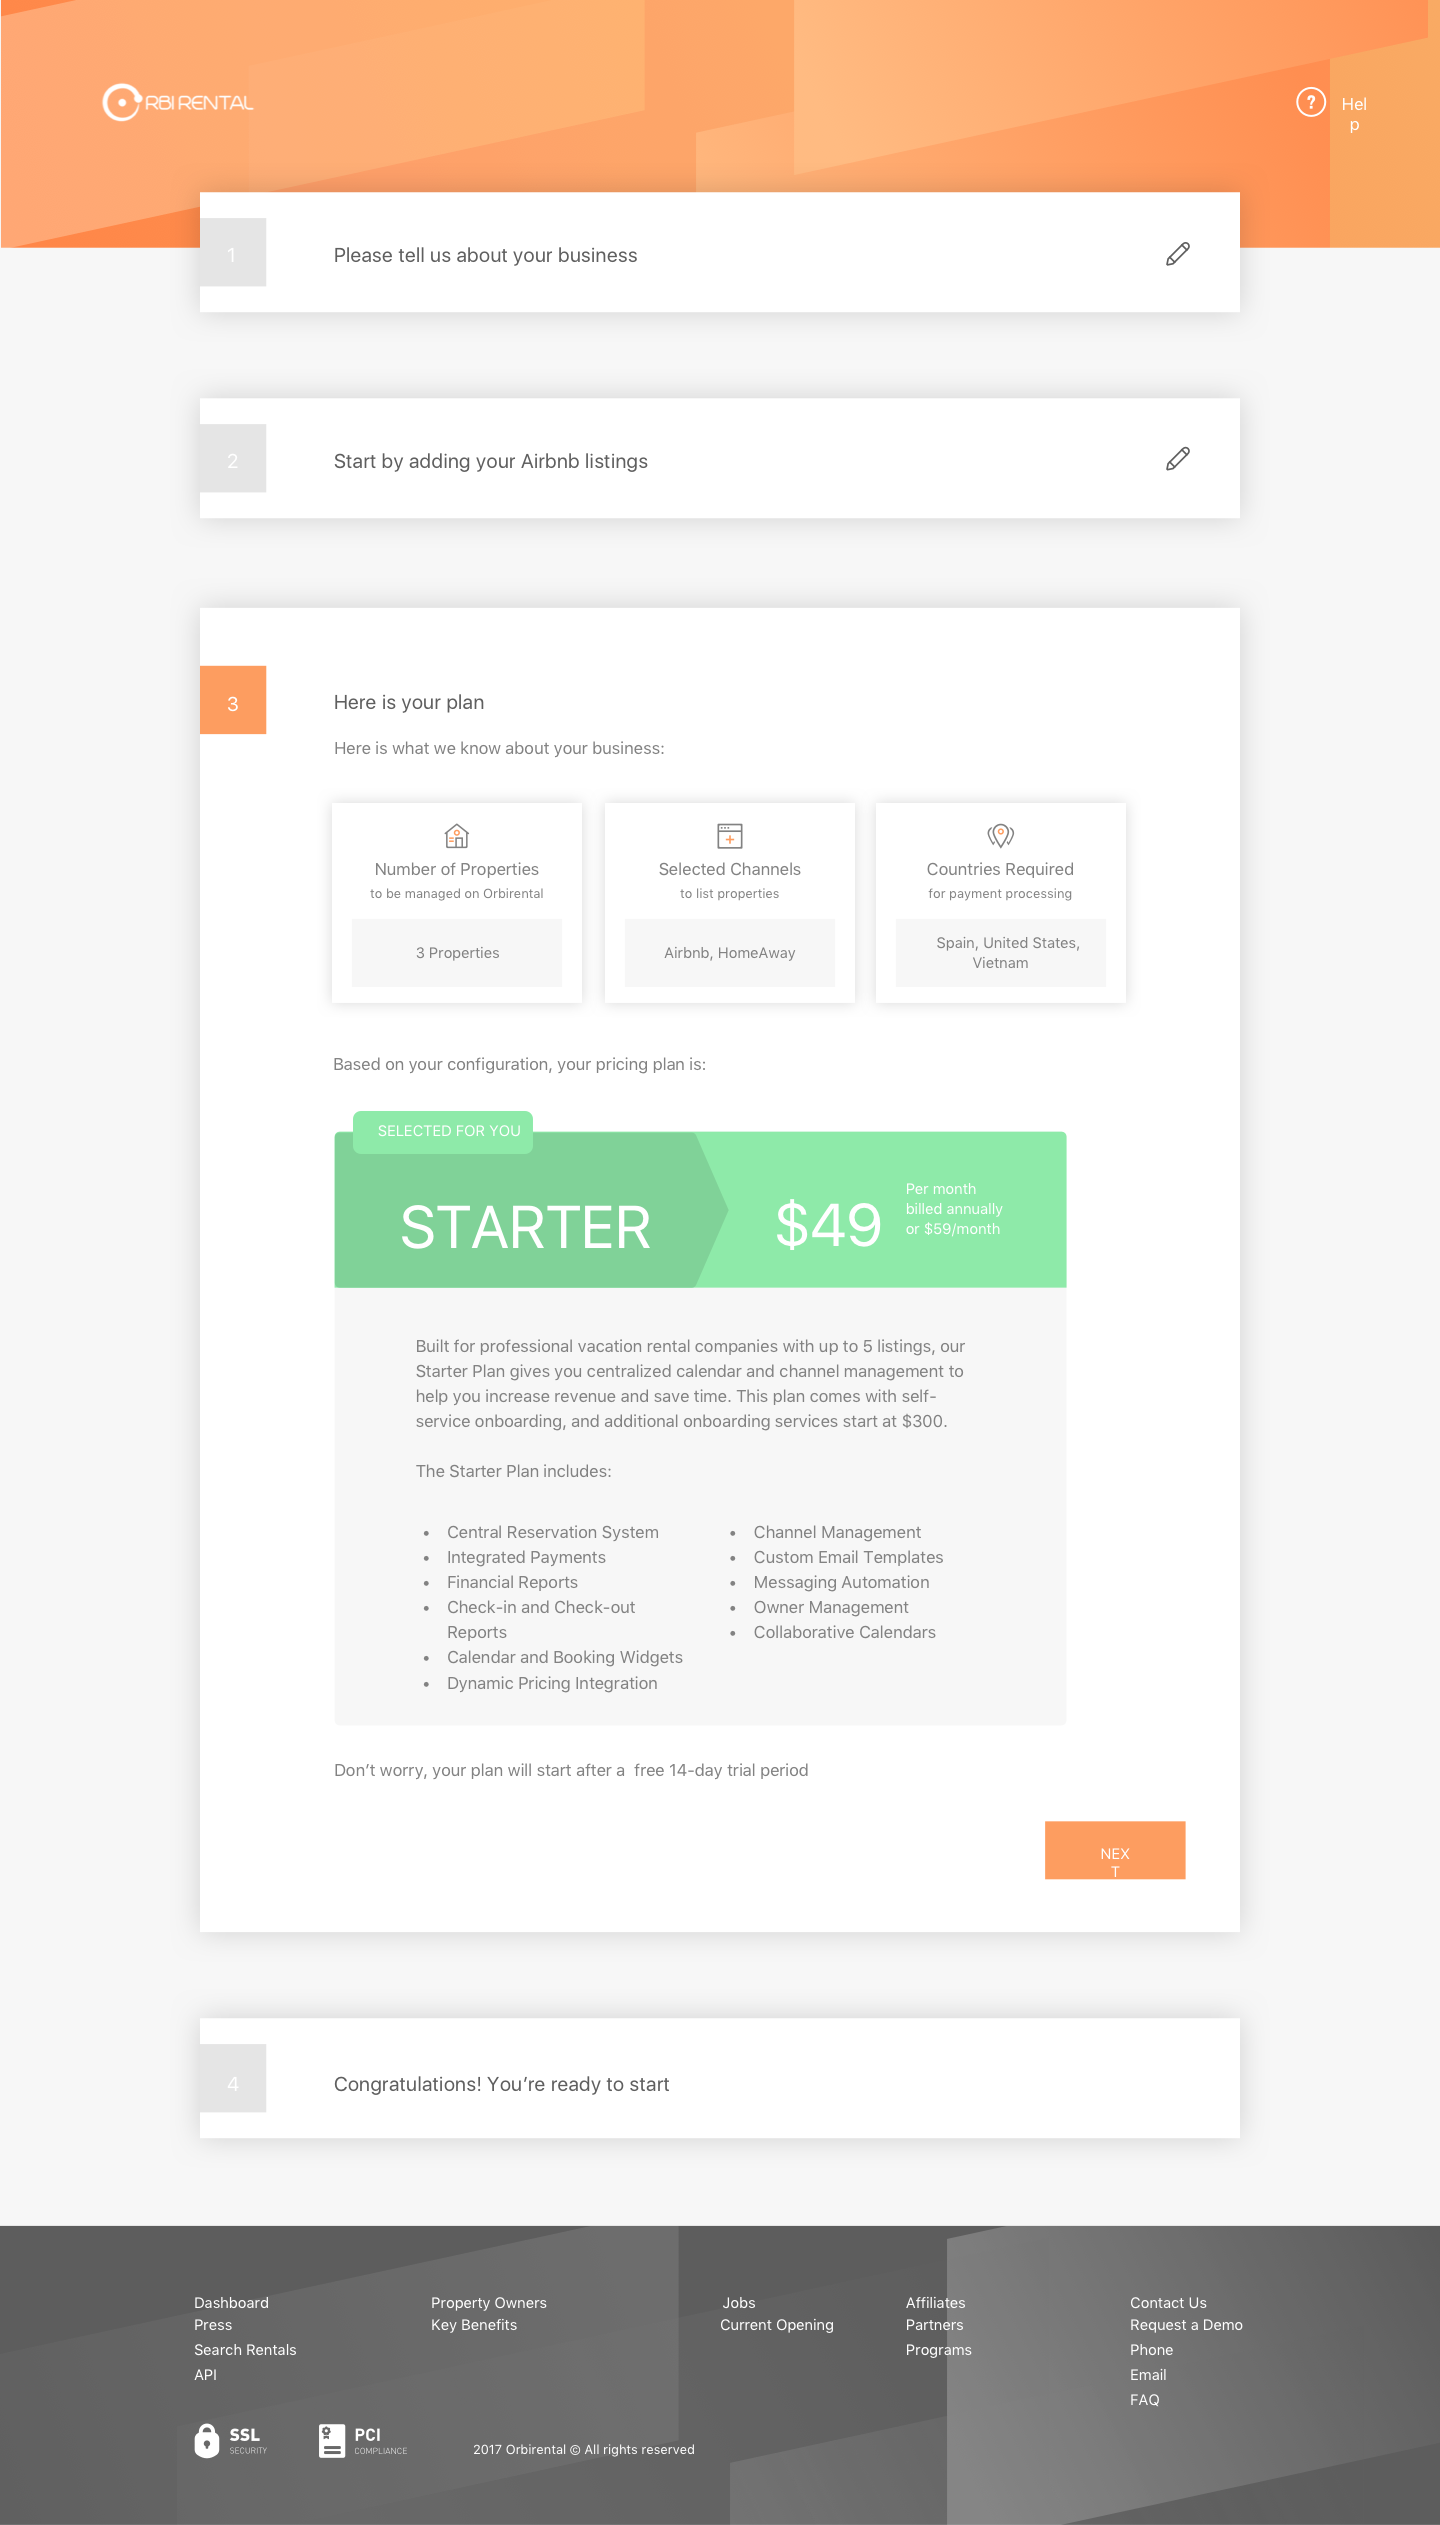 RBI RENTAL
?
Hel
p
1
Please tell us about your business
2
Start by adding your Airbnb listings
3
Here is your plan
Here is what we know about your business:
Number of Properties
to be managed on Orbirental
3 Properties
Selected Channels
to list properties
Airbnb, HomeAway
Countries Required
for payment processing
Spain, United States,
Vietnam
Based on your configuration, your pricing plan is:
SELECTED FOR YOU
STARTER
$49
Per month
billed annually
or $59/month
Built for professional vacation rental companies with up to 5 listings, our
Starter Plan gives you centralized calendar and channel management to
help you increase revenue and save time. This plan comes with self-
service onboarding, and additional onboarding services start at $300.
The Starter Plan includes:
• Central Reservation System
• Integrated Payments
• Financial Reports
• Check-in and Check-out
Reports
• Calendar and Booking Widgets
• Dynamic Pricing Integration
• Channel Management
• Custom Email Templates
• Messaging Automation
• Owner Management
• Collaborative Calendars
Don’t worry, your plan will start after a  free 14-day trial period
NEX
T
4
Congratulations! You’re ready to start
Dashboard
Press
Search Rentals
API
Property Owners
Key Benefits
Jobs
Current Opening
Affiliates
Partners
Programs
Contact Us
Request a Demo
Phone
Email
FAQ
SSL
SECURITY
PCI
COMPLIANCE
2017 Orbirental © All rights reserved